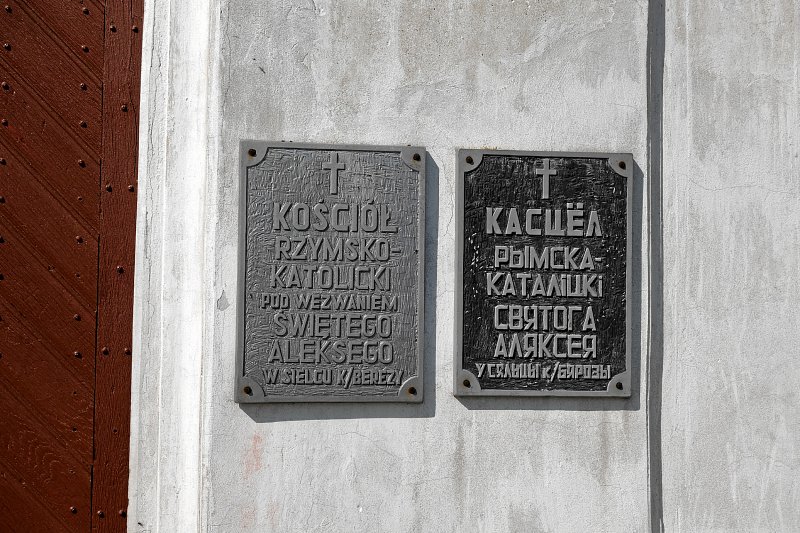 KOŚCIÓŁ
RZYMSKO-
KATOLICKI
POD WEZWANIEM
ŚWIĘTEGO
ALEKSEGO
W SIELCU K/BEREZY
КАСЦЁЛ
РЫМСКА-
КАТАЛІЦКІ
СВЯТОГА
АЛЯКСЕЯ
У СЯЛЬЦЫ К/БЯРОЗЫ